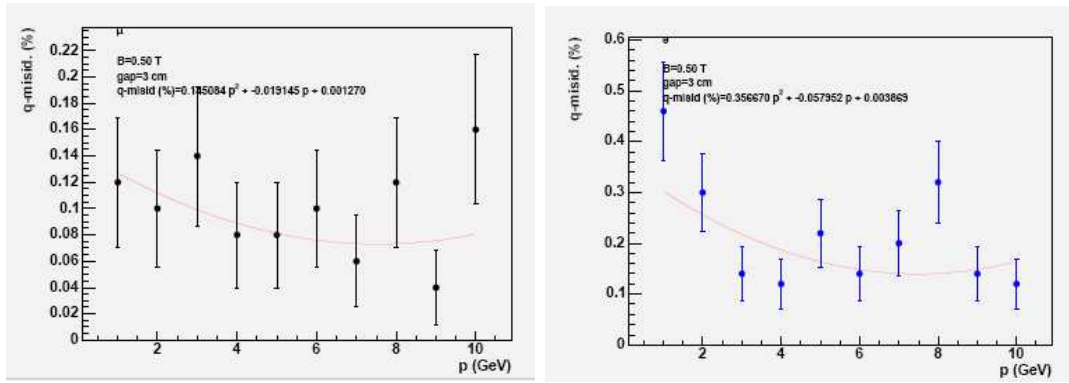 q-misid. (%)
0.22
0.2
0.18
0.16
0.14
0.12
0.1
0.08
0.06
0.04
0.02
0
μ
B=0.50 T
gap=3 cm
q-misid (%)=0.145084 p² + -0.019145 p + 0.001270
2
4
6
8
10
p (GeV)
q-misid. (%)
0.6
0.5
0.4
0.3
0.2
0.1
0
e
B=0.50 T
gap=3 cm
q-misid (%)=0.356670 p² + -0.057952 p + 0.003869
2
4
6
8
10
p (GeV)